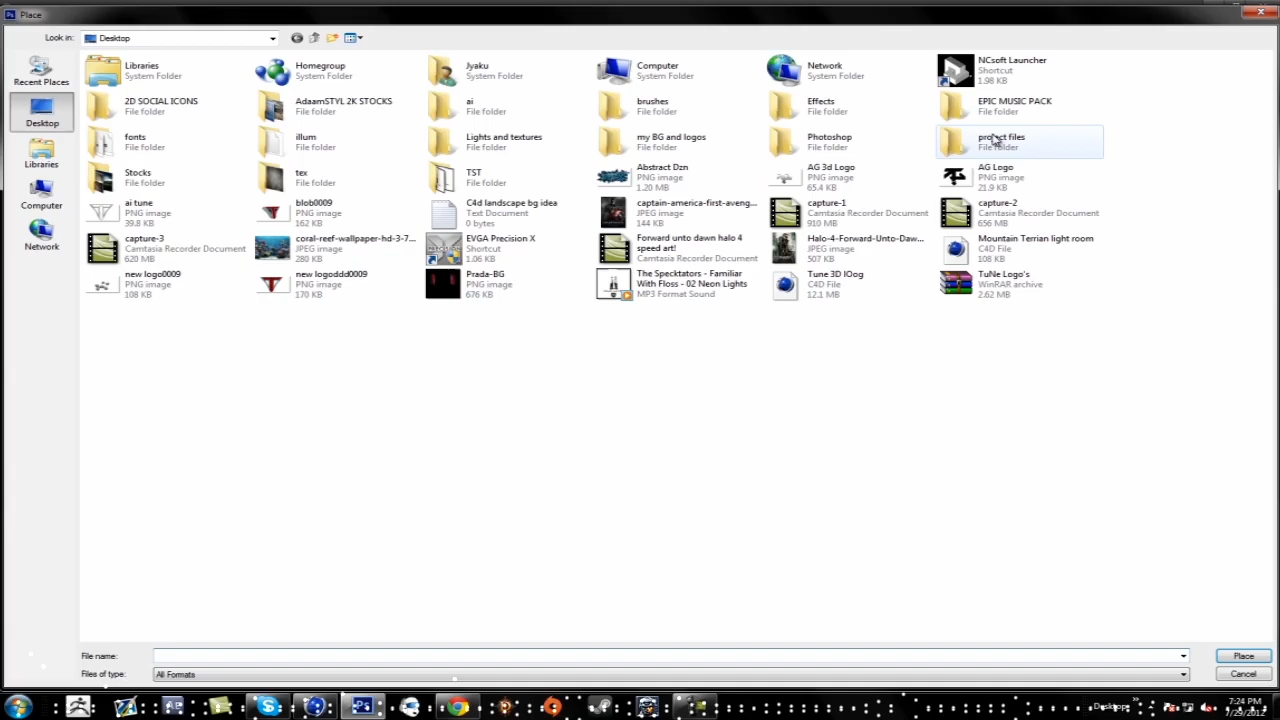 Place
Look in:
Desktop
Recent Places
Desktop
Libraries
Computer
Network
Libraries
System Folder
Homegroup
System Folder
Jyaku
System Folder
Computer
System Folder
Network
System Folder
NCsoft Launcher
Shortcut
1.98 KB
2D SOCIAL ICONS
File folder
AdaamSTYL 2K STOCKS
File folder
ai
File folder
brushes
File folder
Effects
File folder
EPIC MUSIC PACK
File folder
fonts
File folder
illum
File folder
Lights and textures
File folder
my BG and logos
File folder
Photoshop
File folder
project files
File folder
Stocks
File folder
tex
File folder
TST
File folder
Abstract Dzn
PNG image
1.20 MB
AG 3d Logo
PNG image
65.4 KB
AG Logo
PNG image
21.9 KB
ai tune
PNG image
39.8 KB
blob0009
PNG image
162 KB
C4d landscape bg idea
Text Document
0 bytes
captain-america-first-aveng...
JPEG image
144 KB
capture-1
Camtasia Recorder Document
910 MB
capture-2
Camtasia Recorder Document
656 MB
capture-3
Camtasia Recorder Document
620 MB
coral-reef-wallpaper-hd-3-7...
JPEG image
280 KB
EVGA Precision X
Shortcut
1.06 KB
Forward unto dawn halo 4
speed art!
Camtasia Recorder Document
Halo-4-Forward-Unto-Daw...
JPEG image
507 KB
Mountain Terrian light room
C4D File
108 KB
new logo0009
PNG image
108 KB
new logoddd0009
PNG image
170 KB
Prada-BG
PNG image
676 KB
The Specktators - Familiar
With Floss - 02 Neon Lights
MP3 Format Sound
Tune 3D lOog
C4D File
12.1 MB
TuNe Logo's
WinRAR archive
2.62 MB
File name:
Place
Files of type:
All Formats
Cancel
Desktop
7:24 PM